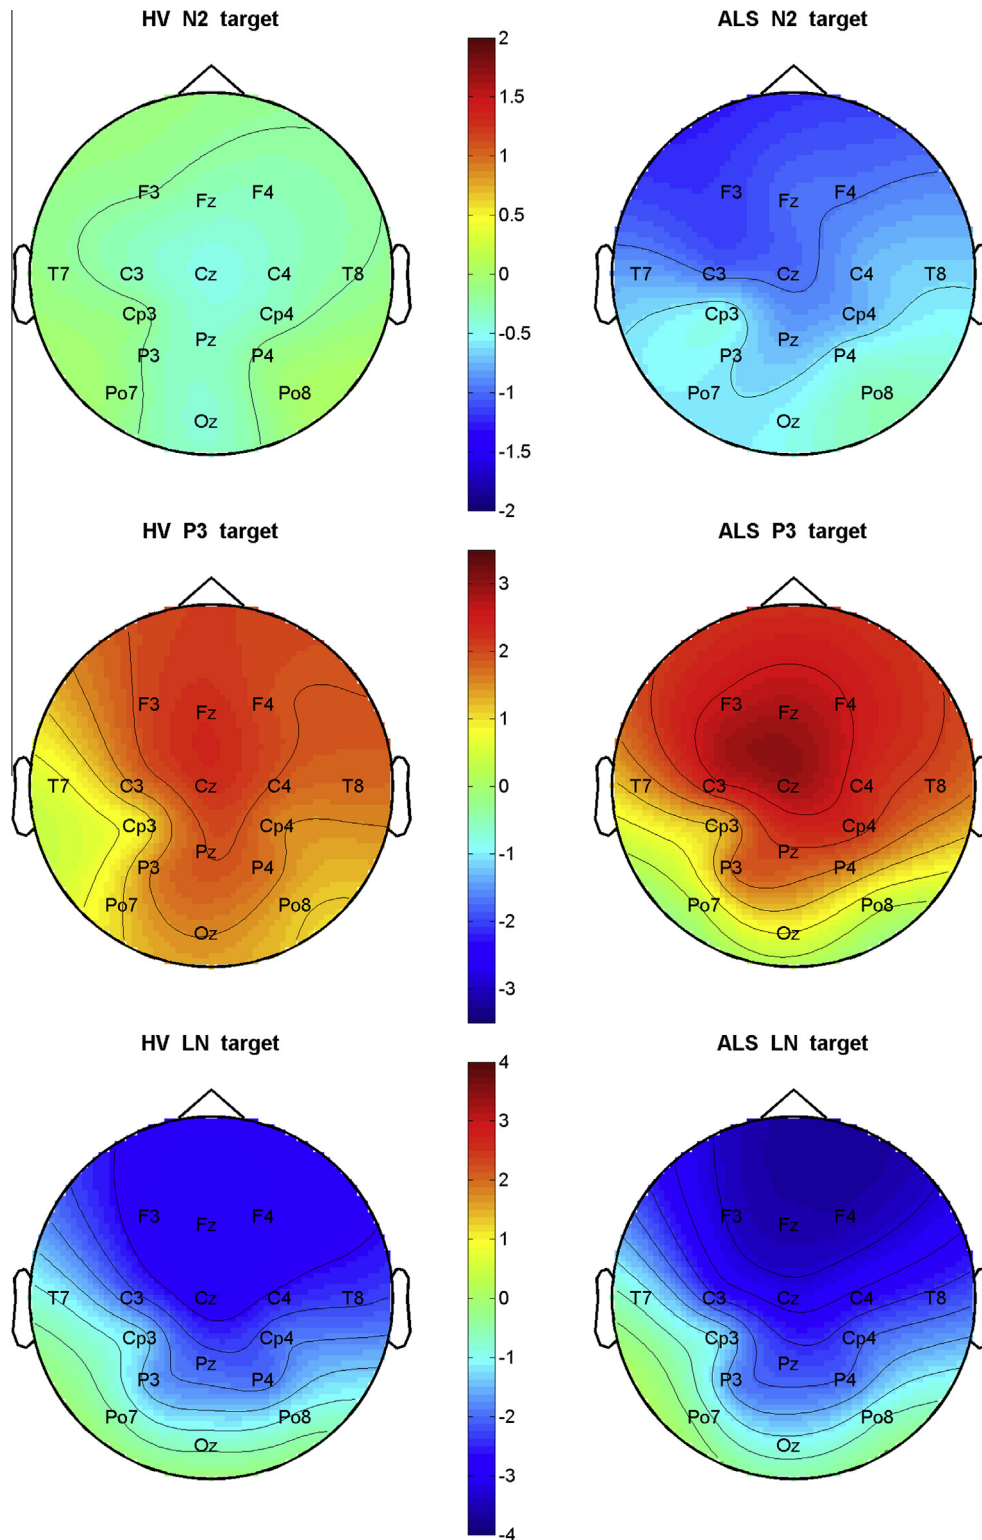 HV N2 target
ALS N2 target
2
1.5
1
0.5
0
-0.5
-1
-1.5
-2
F3 Fz F4
T7 C3 Cz C4 T8
Cp3 Cp4
Pz
P3 P4
Po7 Po8
Oz
F3 Fz F4
T7 C3 Cz C4 T8
Cp3 Cp4
Pz
P3 P4
Po7 Po8
Oz
HV P3 target
ALS P3 target
3
2
1
0
-1
-2
-3
F3 Fz F4
T7 C3 Cz C4 T8
Cp3 Cp4
Pz
P3 P4
Po7 Po8
Oz
F3 Fz F4
T7 C3 Cz C4 T8
Cp3 Cp4
Pz
P3 P4
Po7 Po8
Oz
HV LN target
ALS LN target
4
3
2
1
0
-1
-2
-3
-4
F3 Fz F4
T7 C3 Cz C4 T8
Cp3 Cp4
Pz
P3 P4
Po7 Po8
Oz
F3 Fz F4
T7 C3 Cz C4 T8
Cp3 Cp4
Pz
P3 P4
Po7 Po8
Oz